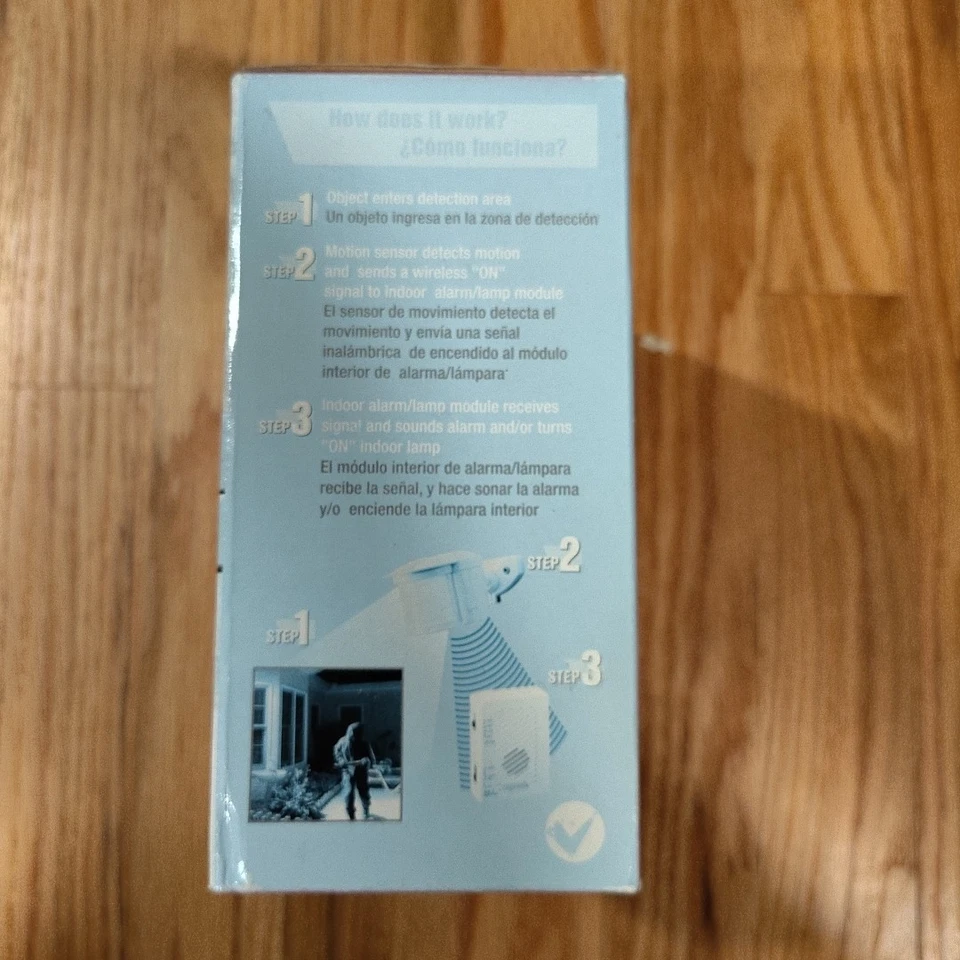 How does it work?
¿Cómo funciona?
STEP 1
Object enters detection area
Un objeto ingresa en la zona de detección
STEP 2
Motion sensor detects motion
and sends a wireless "ON"
signal to indoor alarm/lamp module
El sensor de movimiento detecta el
movimiento y envía una señal
inalámbrica de encendido al módulo
interior de alarma/lámpara
STEP 3
Indoor alarm/lamp module receives
signal and sounds alarm and/or turns
"ON" indoor lamp
El módulo interior de alarma/lámpara
recibe la señal, y hace sonar la alarma
y/o enciende la lámpara interior
STEP 2
STEP 1
STEP 3